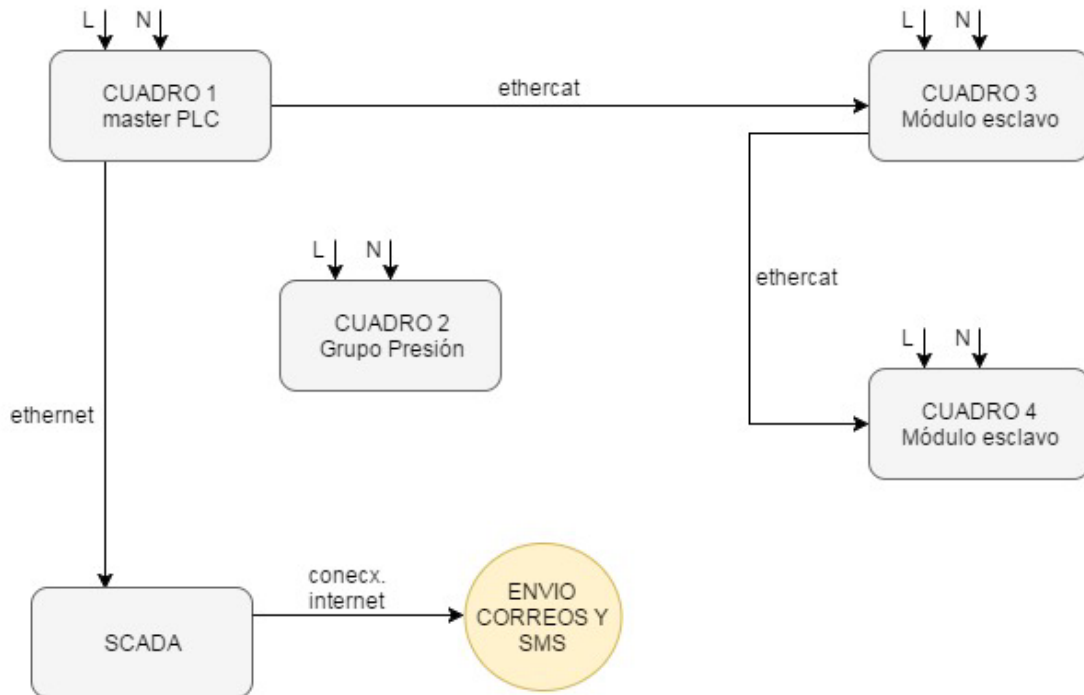 L N
CUADRO 1
master PLC
ethercat
L N
CUADRO 3
Módulo esclavo
L N
CUADRO 2
Grupo Presión
ethercat
L N
CUADRO 4
Módulo esclavo
ethernet
SCADA
conecx.
internet
ENVIO
CORREOS Y
SMS